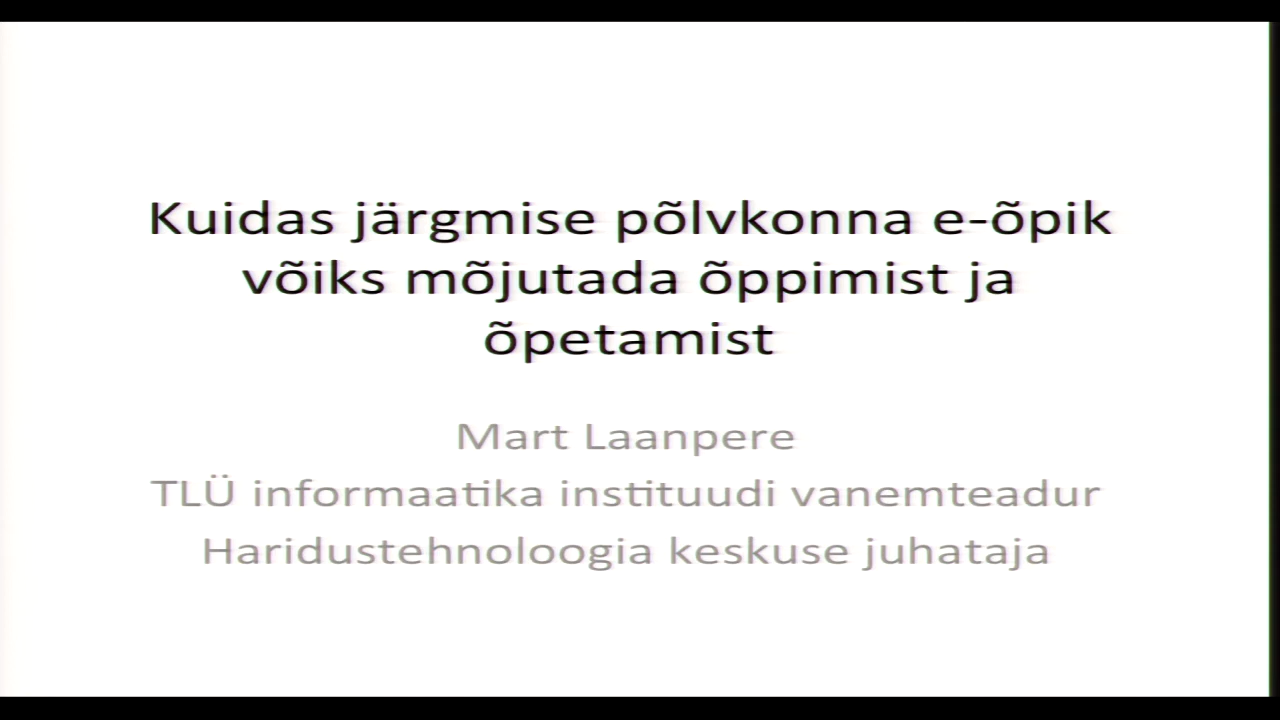 Kuidas järgmise põlvkonna e-õpik
võiks mõjutada õppimist ja
õpetamist
Mart Laanpere
TLÜ informaatika instituudi vanemteadur
Haridustehnoloogia keskuse juhataja